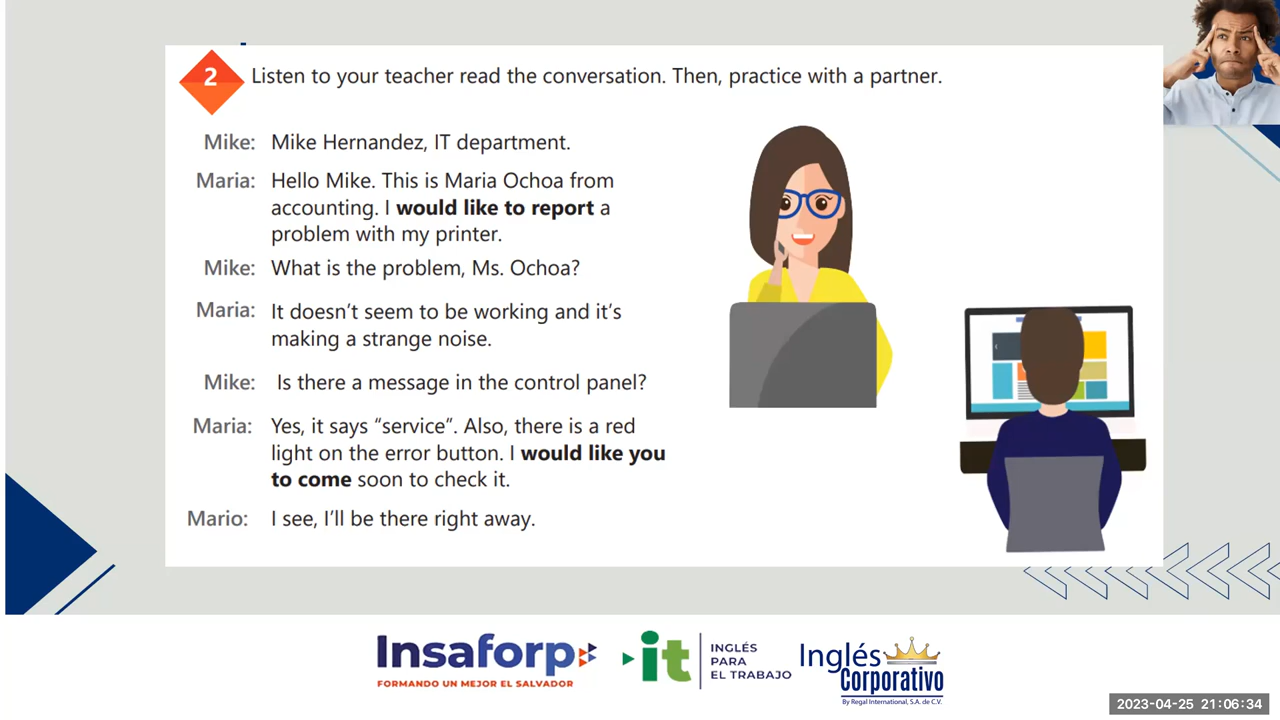 2 Listen to your teacher read the conversation. Then, practice with a partner.
Mike: Mike Hernandez, IT department.
Maria: Hello Mike. This is Maria Ochoa from
accounting. I would like to report a
problem with my printer.
Mike: What is the problem, Ms. Ochoa?
Maria: It doesn’t seem to be working and it’s
making a strange noise.
Mike: Is there a message in the control panel?
Maria: Yes, it says “service”. Also, there is a red
light on the error button. I would like you
to come soon to check it.
Mario: I see, I’ll be there right away.
Insaforp
FORMANDO UN MEJOR EL SALVADOR
it
INGLÉS
PARA
EL TRABAJO
Inglés
Corporativo
By Regal International, S.A. de C.V.
2023-04-25 21:06:34